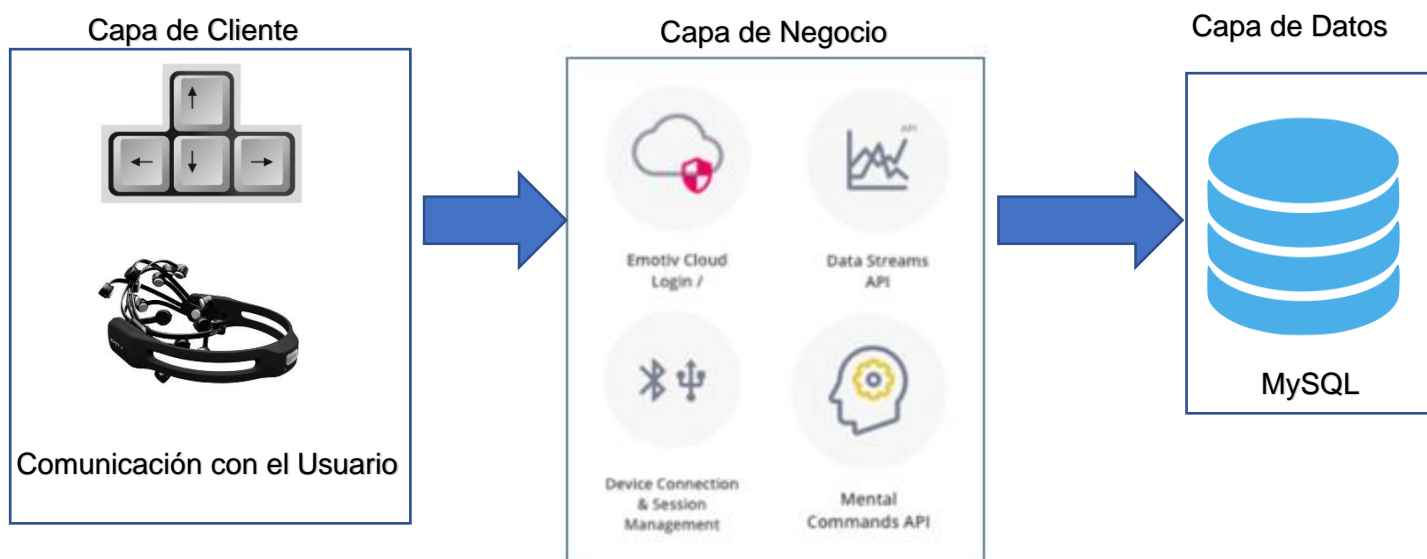 Capa de Cliente
Comunicación con el Usuario
Capa de Negocio
Emotiv Cloud
Login /
API
Data Streams
API
Device Connection
& Session
Management
Mental
Commands API
Capa de Datos
MySQL